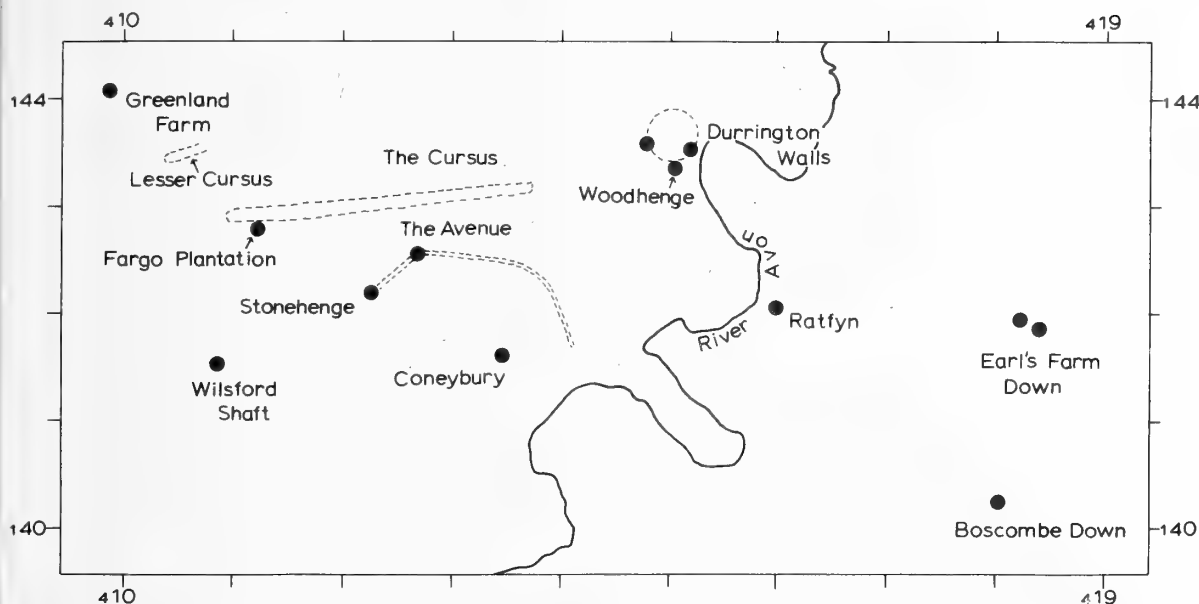 410
419
144
144
Greenland
Farm
Lesser Cursus
The Cursus
Durrington
Walls
Woodhenge
Fargo Plantation
The Avenue
Stonehenge
River Avon
Ratfyn
Wilsford
Shaft
Coneybury
Earl's Farm
Down
140
140
Boscombe Down
410
419